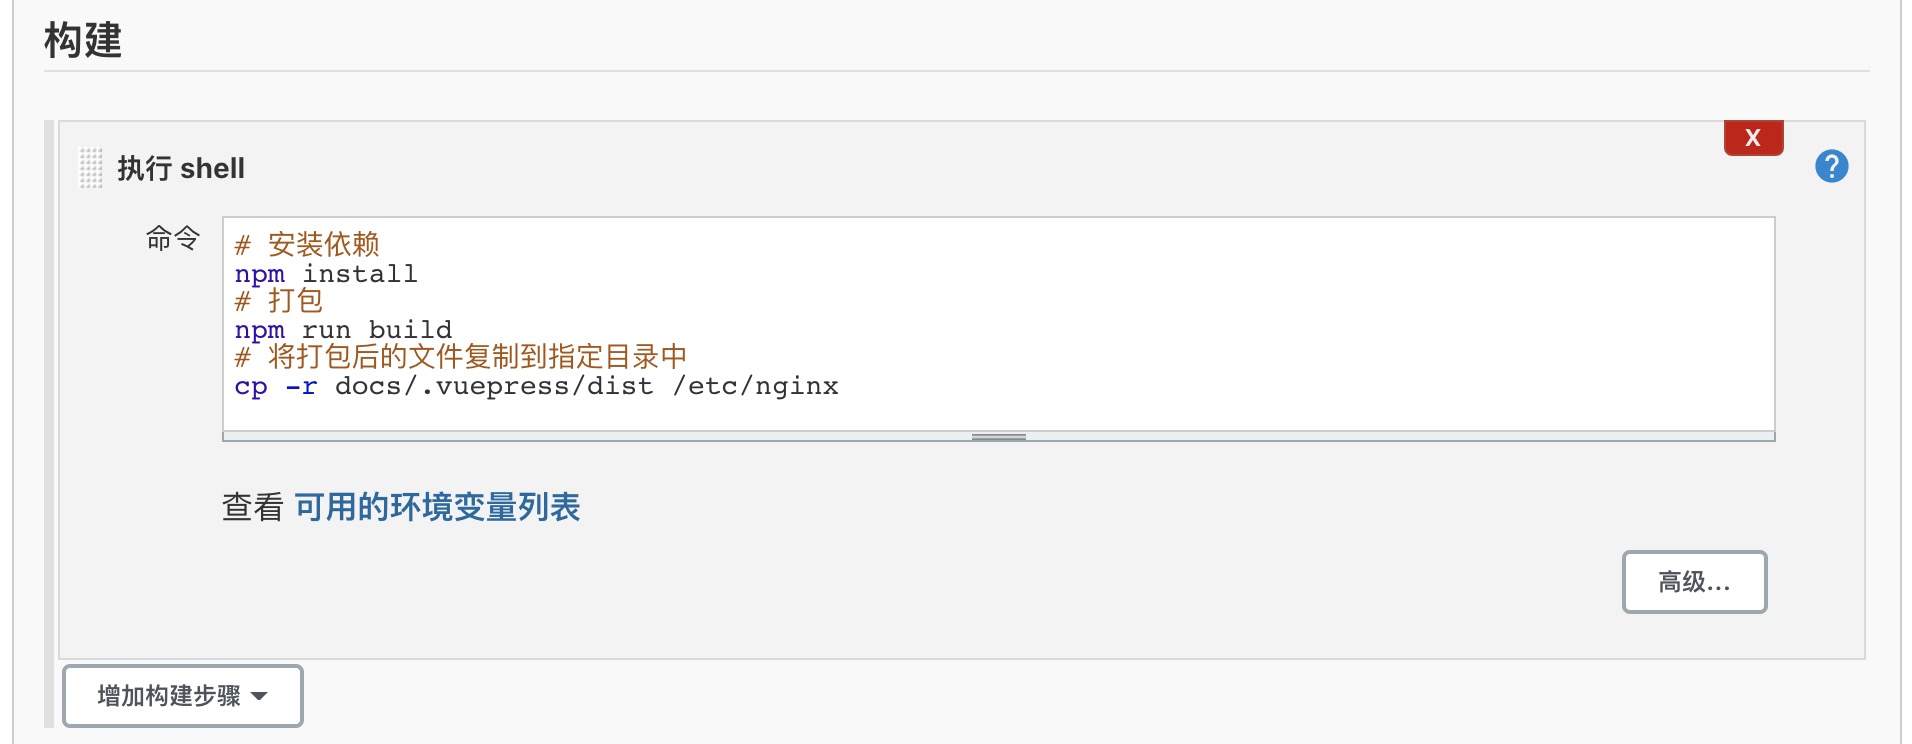 构建
执行 shell
X
?
命令
# 安装依赖
npm install
# 打包
npm run build
# 将打包后的文件复制到指定目录中
cp -r docs/.vuepress/dist /etc/nginx
查看 可用的环境变量列表
高级...
增加构建步骤